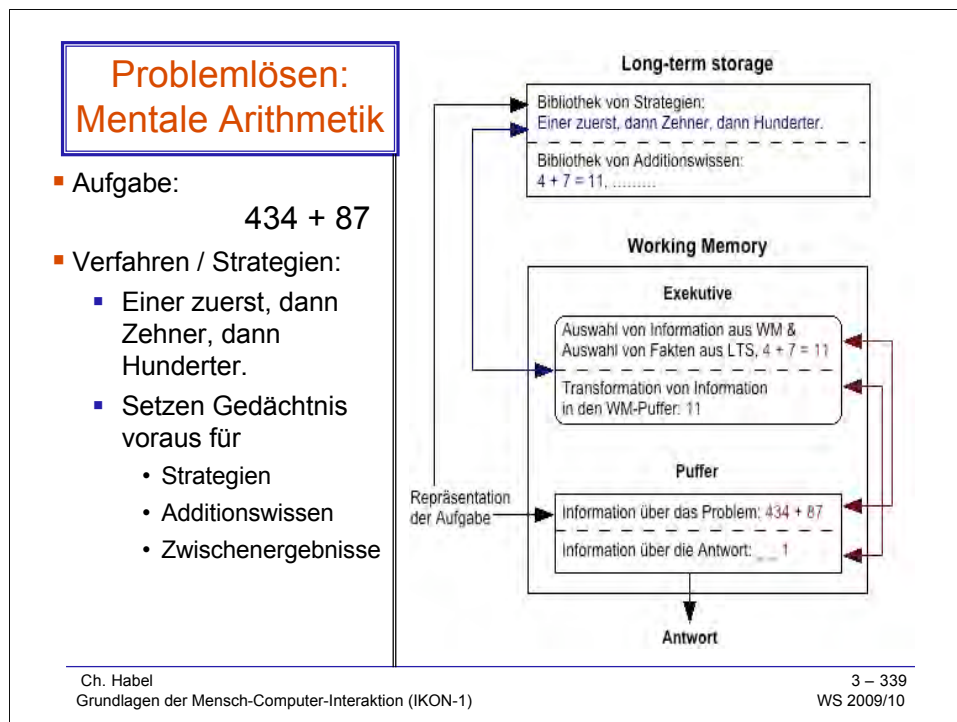 Problemlösen:
Mentale Arithmetik
Aufgabe:
434 + 87
Verfahren / Strategien:
Einer zuerst, dann
Zehner, dann
Hunderter.
Setzen Gedächtnis
voraus für
• Strategien
• Additionswissen
• Zwischenergebnisse
Long-term storage
Bibliothek von Strategien:
Einer zuerst, dann Zehner, dann Hunderter.
Bibliothek von Additionswissen:
4 + 7 = 11, .........
Working Memory
Exekutive
Auswahl von Information aus WM &
Auswahl von Fakten aus LTS, 4 + 7 = 11
Transformation von Information
in den WM-Puffer: 11
Puffer
Repräsentation
der Aufgabe
Information über das Problem: 434 + 87
Information über die Antwort: _ _ 1
Antwort
Ch. Habel
Grundlagen der Mensch-Computer-Interaktion (IKON-1)
3 – 339
WS 2009/10